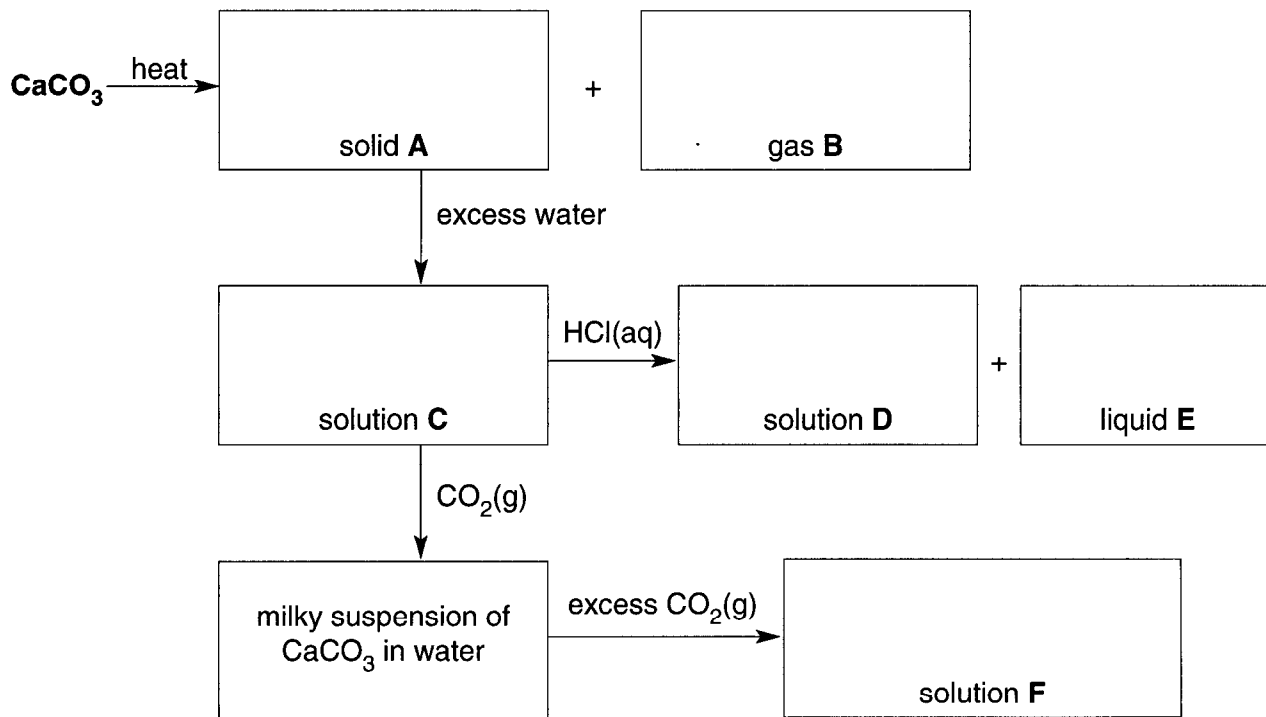 CaCO₃ heat +
solid A gas B
excess water
HCl(aq) +
solution C solution D liquid E
CO₂(g)
milky suspension of
CaCO₃ in water
excess CO₂(g)
solution F